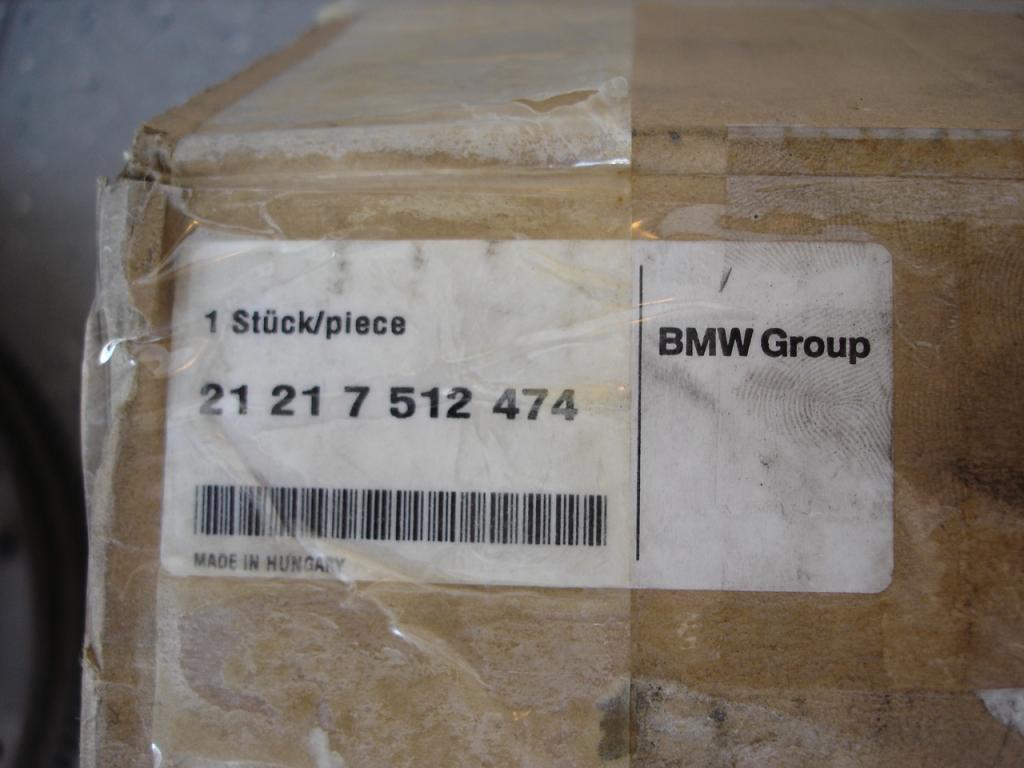 1 Stück/piece
21 21 7 512 474
MADE IN HUNGARY
BMW Group